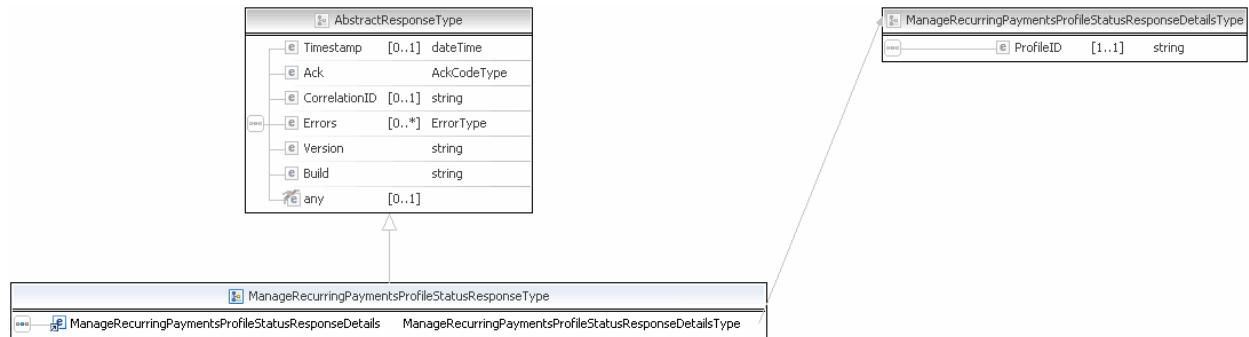 AbstractResponseType
e Timestamp [0..1] dateTime
e Ack AckCodeType
e CorrelationID [0..1] string
e Errors [0..*] ErrorType
e Version string
e Build string
e any [0..1]
ManageRecurringPaymentsProfileStatusResponseDetailsType
e ProfileID [1..1] string
ManageRecurringPaymentsProfileStatusResponseType
e ManageRecurringPaymentsProfileStatusResponseDetails ManageRecurringPaymentsProfileStatusResponseDetailsType